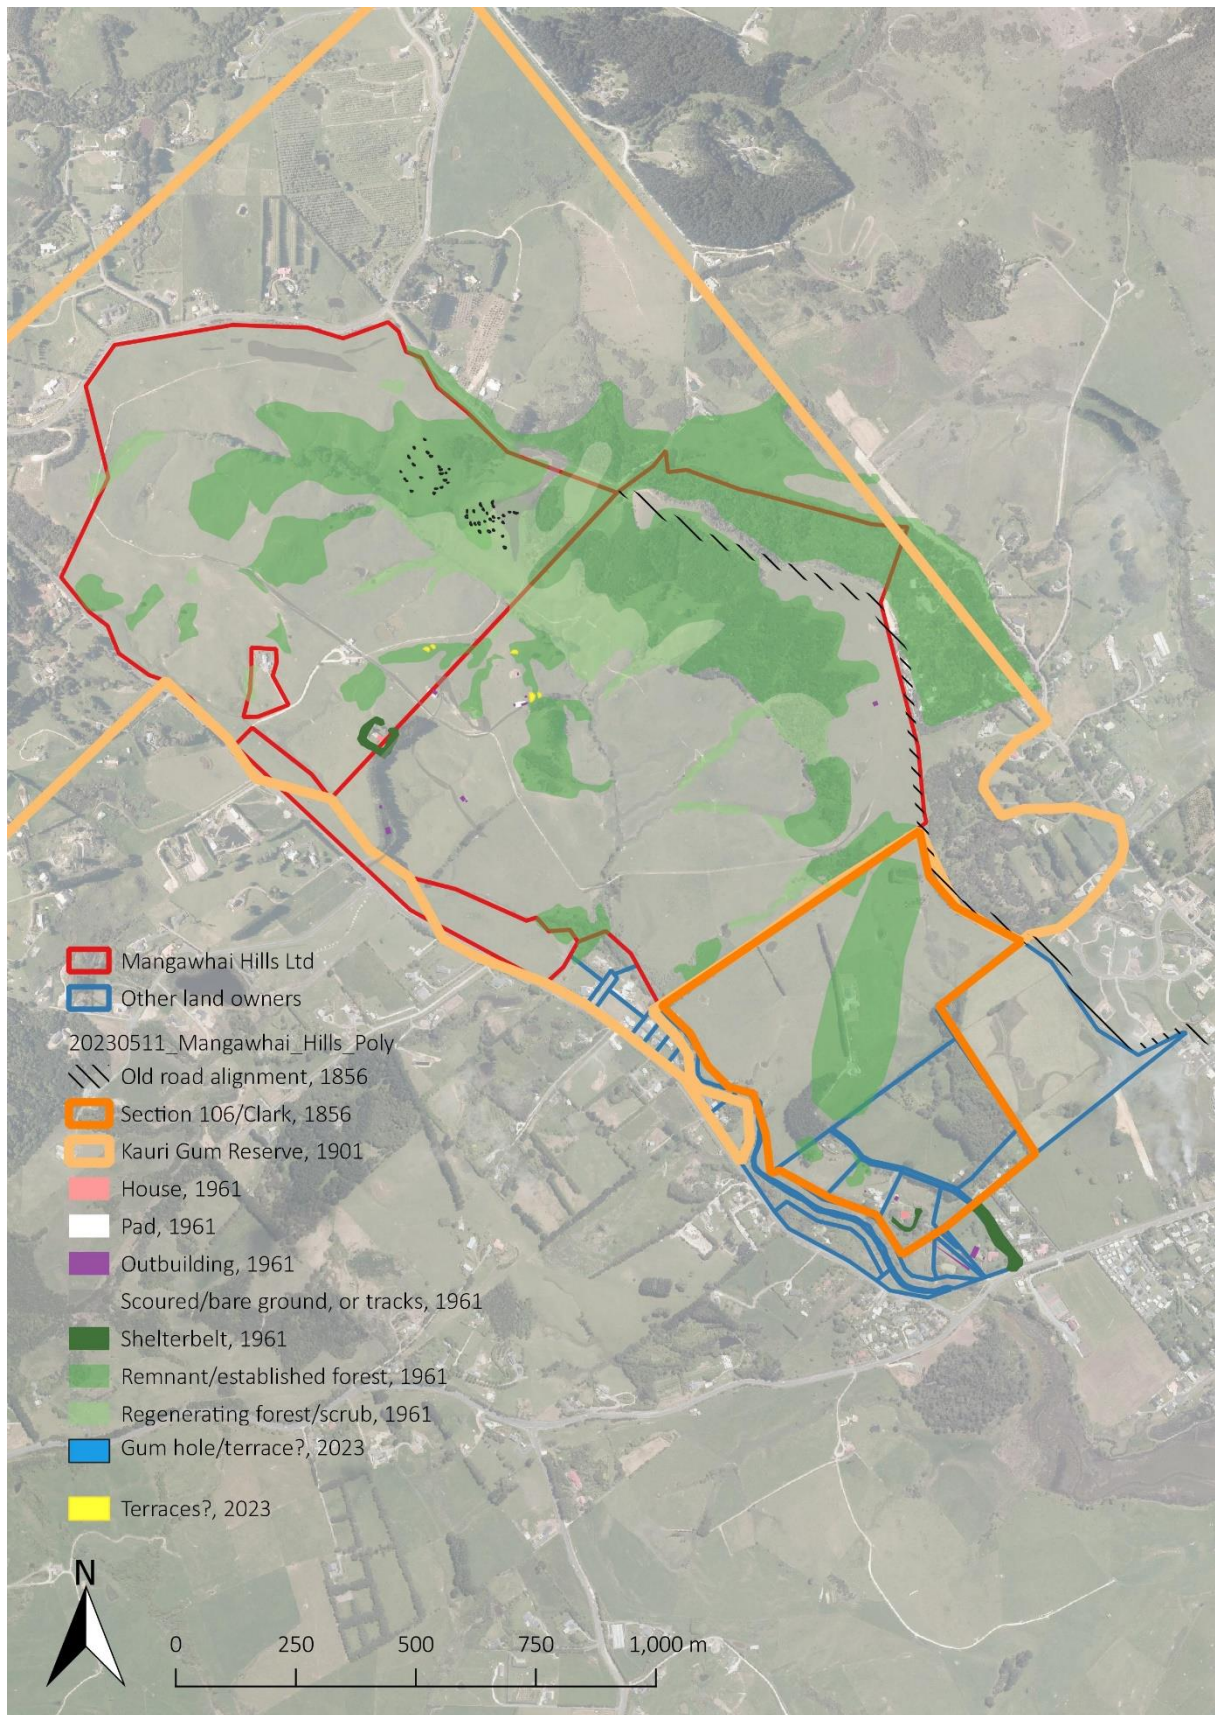 Mangawhai Hills Ltd
Other land owners
20230511_Mangawhai_Hills_Poly
Old road alignment, 1856
Section 106/Clark, 1856
Kauri Gum Reserve, 1901
House, 1961
Pad, 1961
Outbuilding, 1961
Scoured/bare ground, or tracks, 1961
Shelterbelt, 1961
Remnant/established forest, 1961
Regenerating forest/scrub, 1961
Gum hole/terrace?, 2023
Terraces?, 2023
N
0 250 500 750 1,000 m